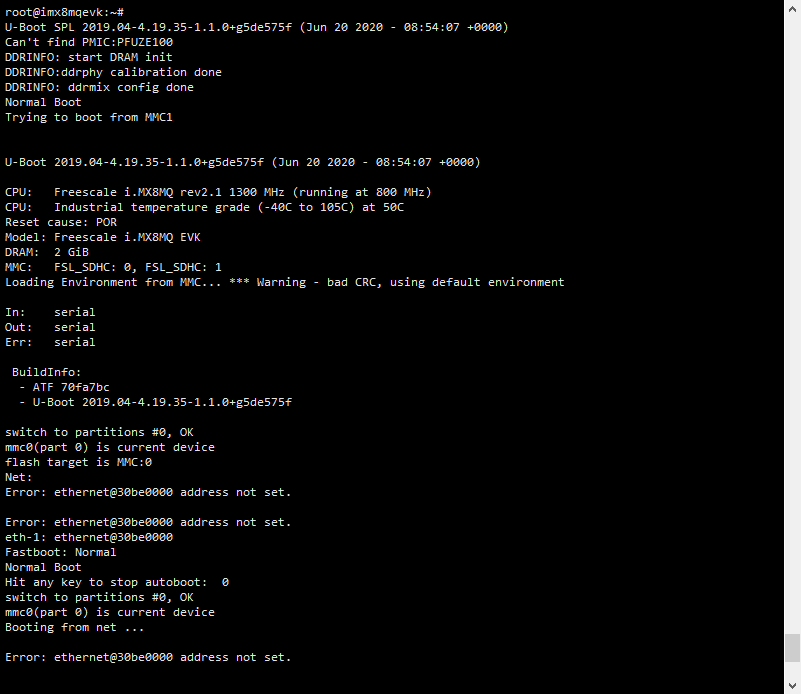 root@imx8mqevk:~#
U-Boot SPL 2019.04-4.19.35-1.1.0+g5de575f (Jun 20 2020 - 08:54:07 +0000)
Can't find PMIC:PFUZE100
DDRINFO: start DRAM init
DDRINFO:ddrphy calibration done
DDRINFO: ddrmix config done
Normal Boot
Trying to boot from MMC1
U-Boot 2019.04-4.19.35-1.1.0+g5de575f (Jun 20 2020 - 08:54:07 +0000)
CPU:   Freescale i.MX8MQ rev2.1 1300 MHz (running at 800 MHz)
CPU:   Industrial temperature grade (-40C to 105C) at 50C
Reset cause: POR
Model: Freescale i.MX8MQ EVK
DRAM:  2 GiB
MMC:   FSL_SDHC: 0, FSL_SDHC: 1
Loading Environment from MMC... *** Warning - bad CRC, using default environment
In:    serial
Out:   serial
Err:   serial
 BuildInfo:
  - ATF 70fa7bc
  - U-Boot 2019.04-4.19.35-1.1.0+g5de575f
switch to partitions #0, OK
mmc0(part 0) is current device
flash target is MMC:0
Net:
Error: ethernet@30be0000 address not set.
Error: ethernet@30be0000 address not set.
eth-1: ethernet@30be0000
Fastboot: Normal
Normal Boot
Hit any key to stop autoboot:  0
switch to partitions #0, OK
mmc0(part 0) is current device
Booting from net ...
Error: ethernet@30be0000 address not set.